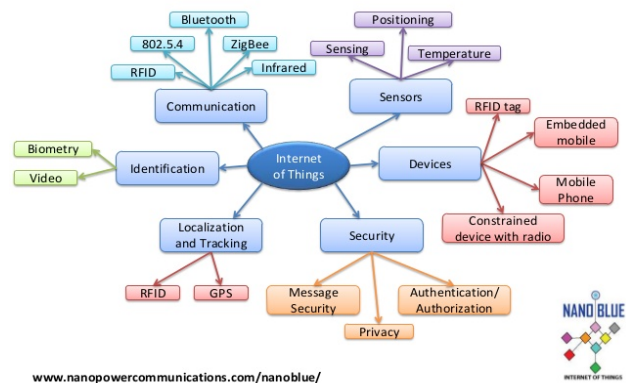 Bluetooth
802.5.4
ZigBee
RFID
Infrared
Communication
Positioning
Sensing
Temperature
Sensors
RFID tag
Embedded
mobile
Mobile
Phone
Constrained
device with radio
Devices
Internet
of Things
Biometry
Video
Identification
Localization
and Tracking
RFID
GPS
Security
Message
Security
Privacy
Authentication/
Authorization
NANO BLUE
INTERNET OF THINGS
www.nanopowercommunications.com/nanoblue/